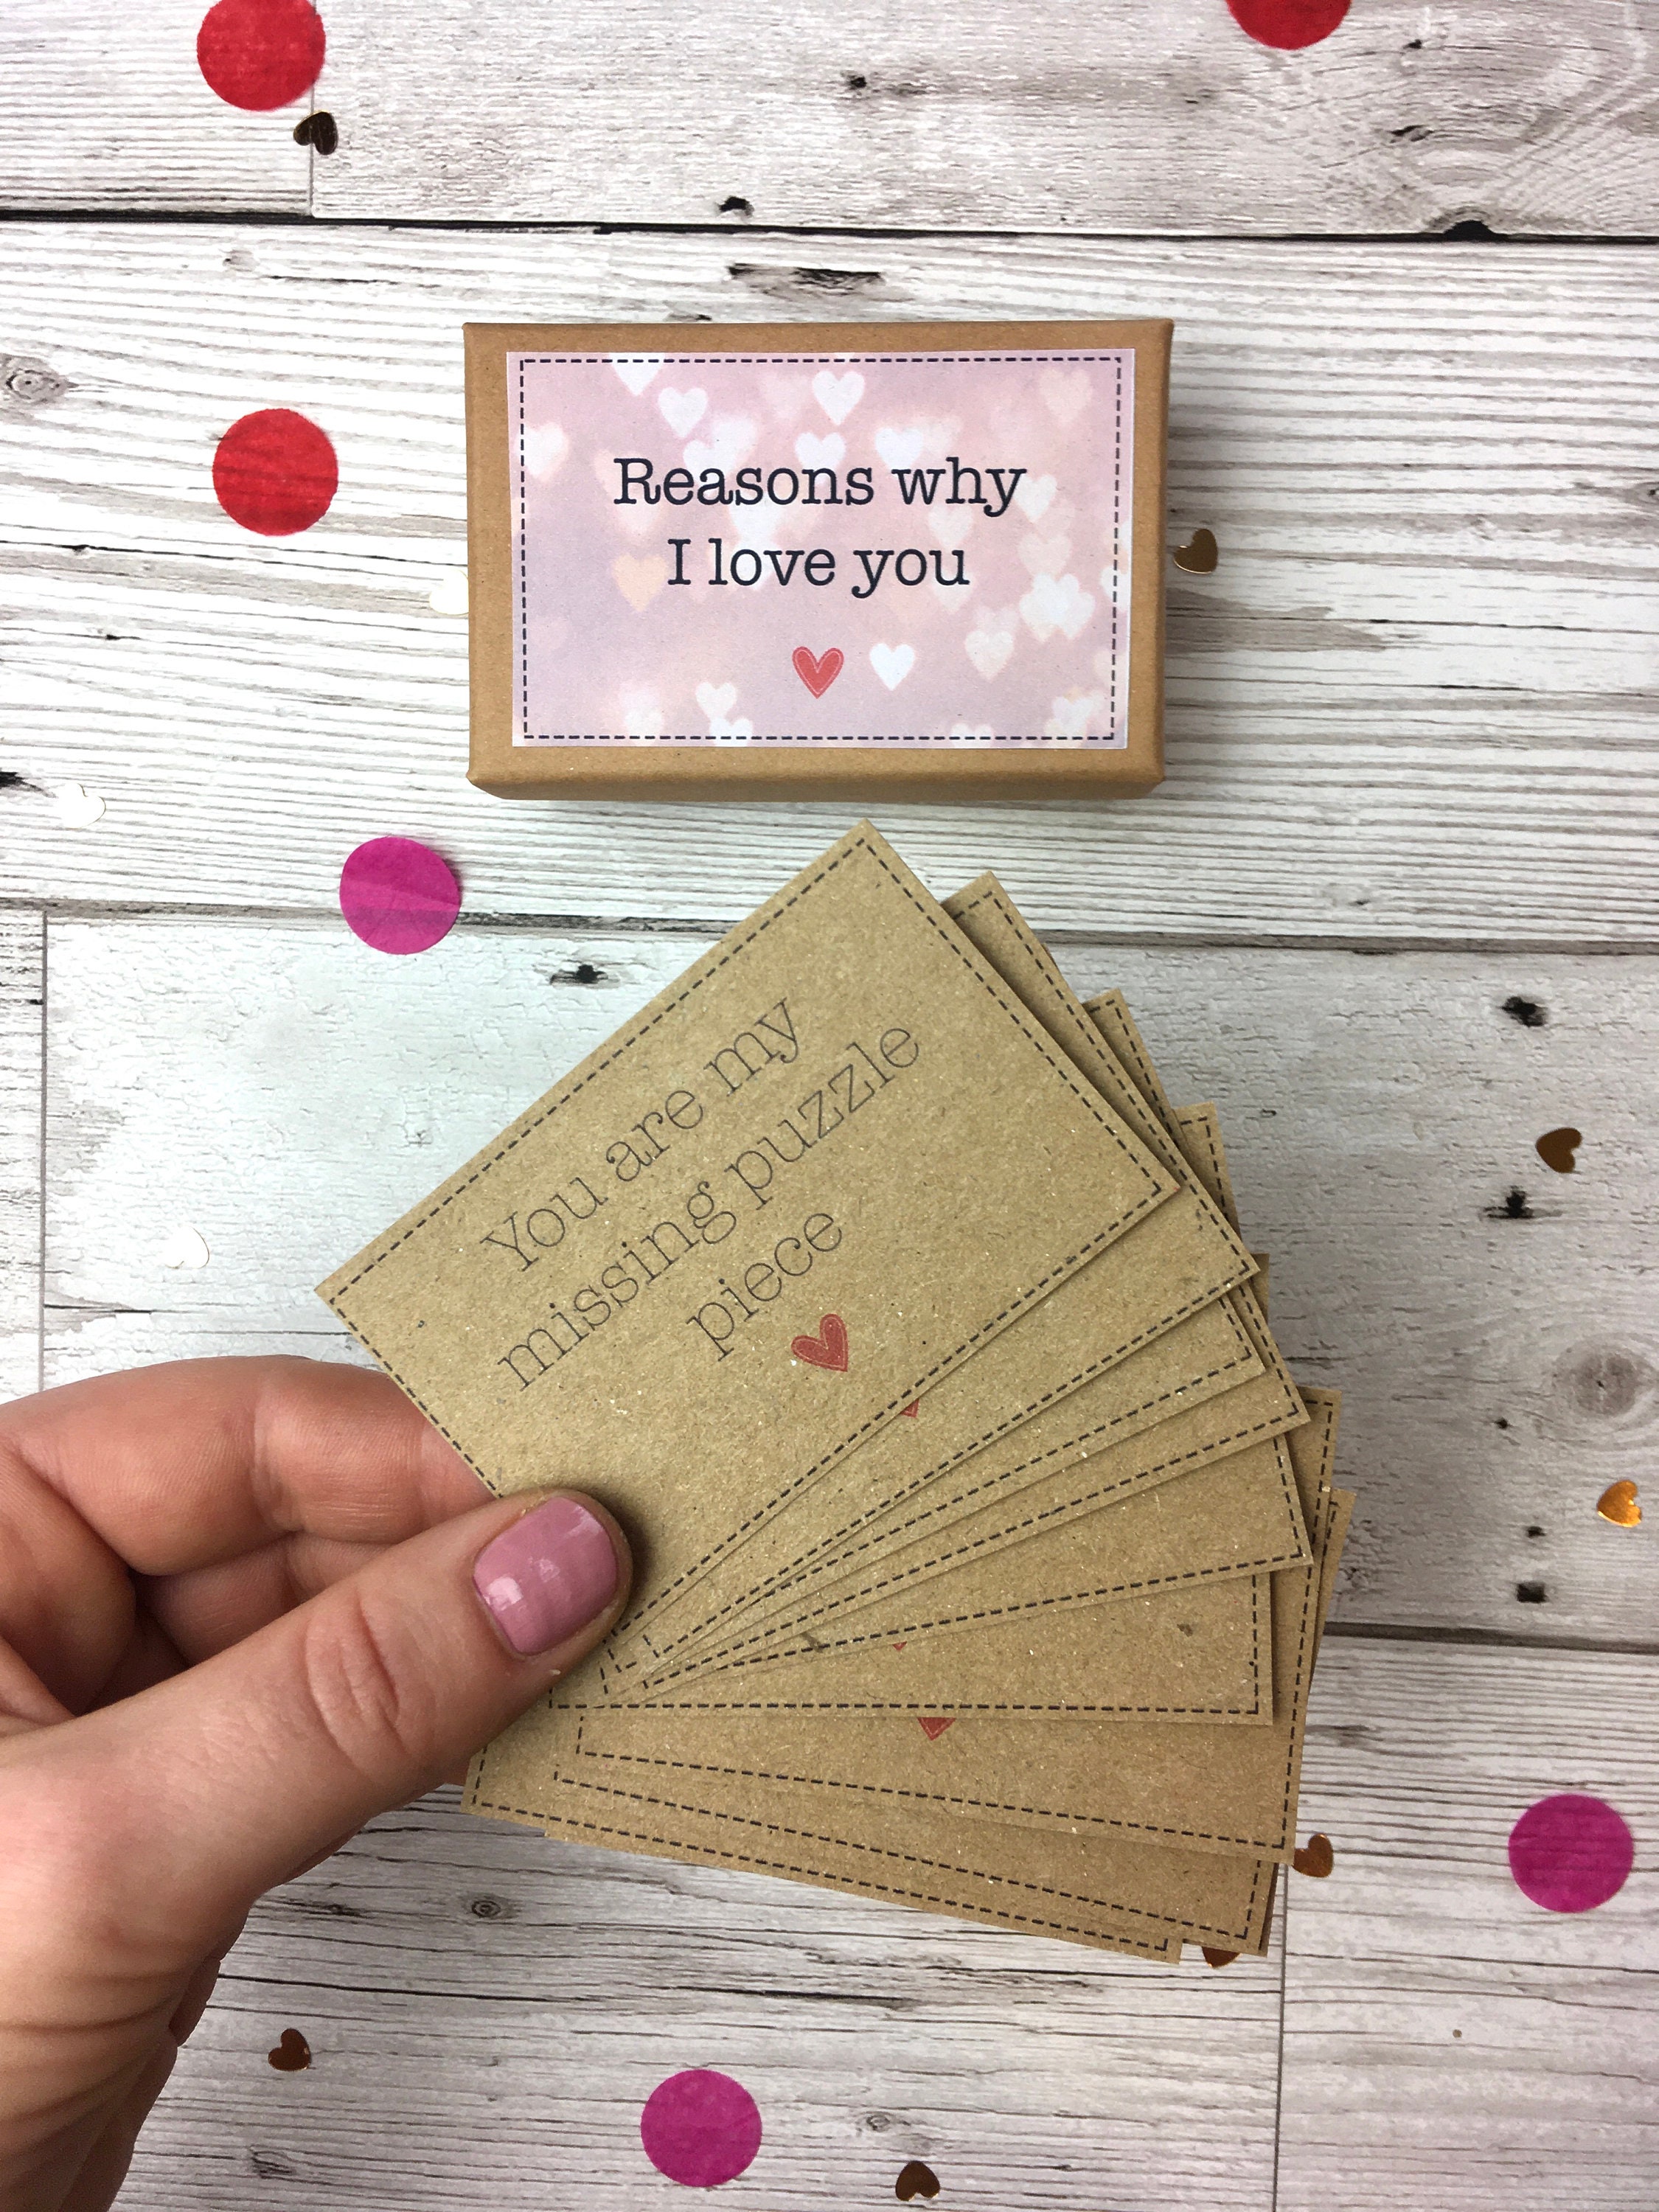 Reasons why
I love you
You are my
missing puzzle
piece